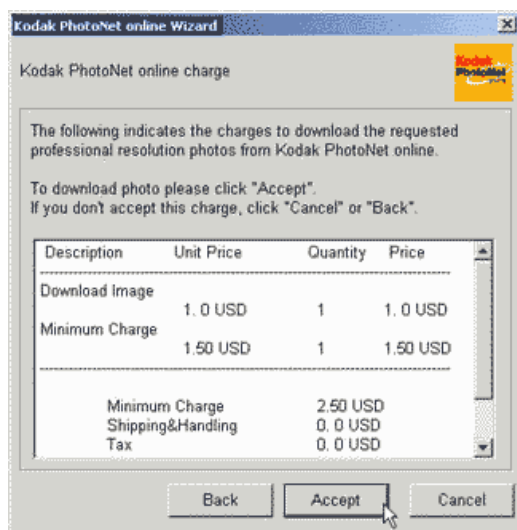 Kodak PhotoNet online Wizard
Kodak PhotoNet online charge
Kodak
PhotoNet
The following indicates the charges to download the requested
professional resolution photos from Kodak PhotoNet online.
To download photo please click "Accept".
If you don't accept this charge, click "Cancel" or "Back".
Description Unit Price Quantity Price
Download Image
1. 0 USD 1 1. 0 USD
Minimum Charge
1.50 USD 1 1.50 USD
Minimum Charge 2.50 USD
Shipping&Handling 0. 0 USD
Tax 0. 0 USD
Back Accept Cancel